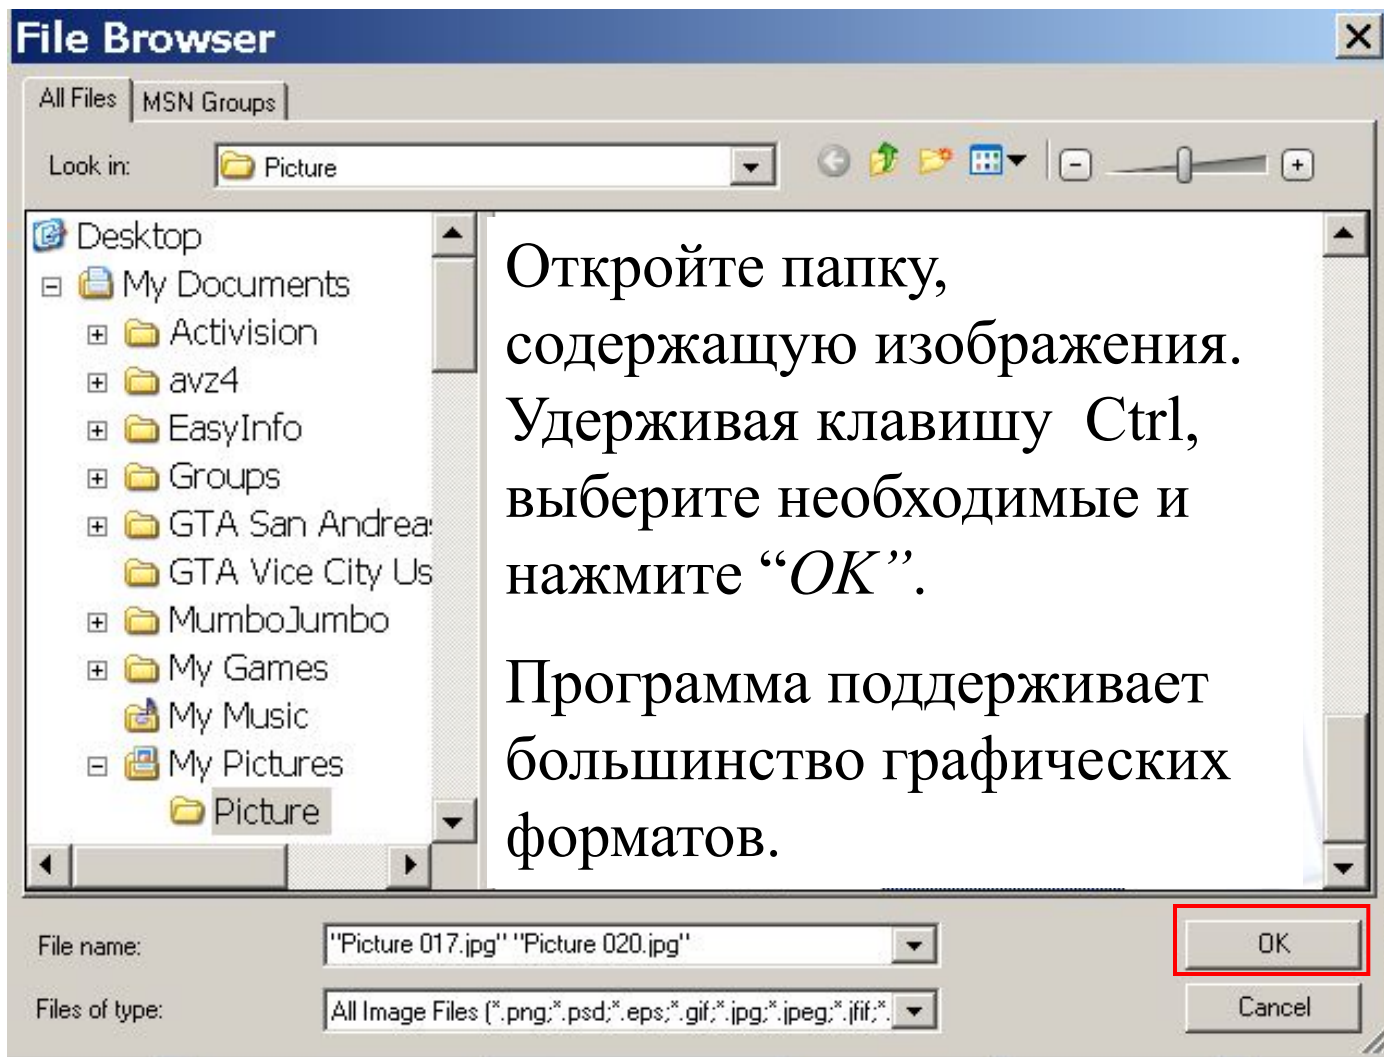 File Browser
All Files
MSN Groups
Look in:
Picture
Desktop
My Documents
Activision
avz4
EasyInfo
Groups
GTA San Andreas
GTA Vice City Us
MumboJumbo
My Games
My Music
My Pictures
Picture
Откройте папку,
содержащую изображения.
Удерживая клавишу Ctrl,
выберите необходимые и
нажмите “OK”.
Программа поддерживает
большинство графических
форматов.
File name:
"Picture 017.jpg" "Picture 020.jpg"
OK
Files of type:
All Image Files (*.png;*.psd;*.eps;*.gif;*.jpg;*.jpeg;*.jfif;*.
Cancel